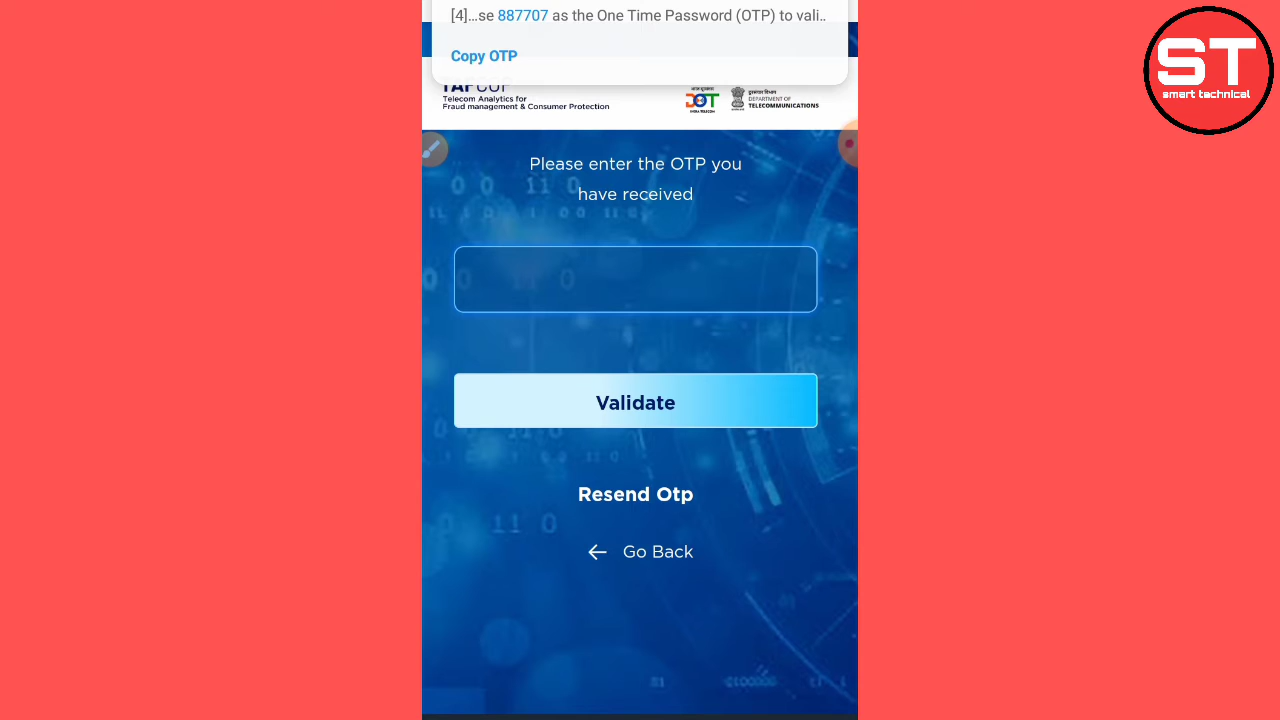 [4]...se 887707 as the One Time Password (OTP) to vali..
Copy OTP
TAFCOP
Telecom Analytics for
Fraud management & Consumer Protection
DOT
DEPARTMENT OF
TELECOMMUNICATIONS
Please enter the OTP you
have received
Validate
Resend Otp
← Go Back
ST
smart technical